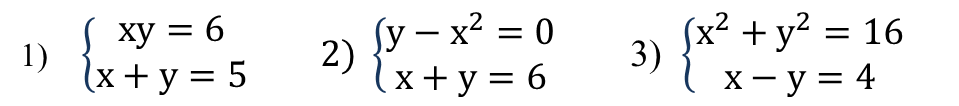 1) { xy = 6
x + y = 5
2) { y − x² = 0
x + y = 6
3) { x² + y² = 16
x − y = 4